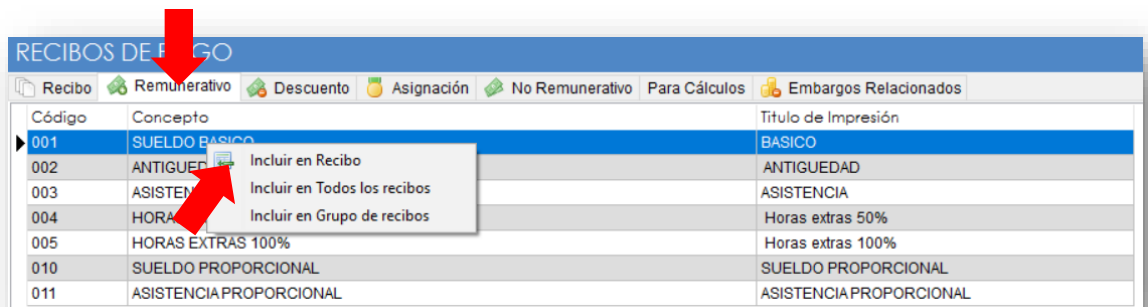 RECIBOS DE PAGO
Recibo Remunerativo Descuento Asignación No Remunerativo Para Cálculos Embargos Relacionados
Código Concepto Titulo de Impresión
001 SUELDO BASICO BASICO
002 ANTIGUED ANTIGUEDAD
Incluir en Recibo
003 ASISTEN ASISTENCIA
Incluir en Todos los recibos
004 HORA Horas extras 50%
Incluir en Grupo de recibos
005 HORAS EXTRAS 100% Horas extras 100%
010 SUELDO PROPORCIONAL SUELDO PROPORCIONAL
011 ASISTENCIA PROPORCIONAL ASISTENCIA PROPORCIONAL